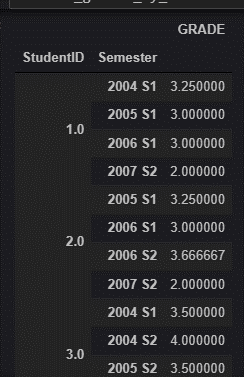 GRADE
StudentID Semester
2004 S1 3.250000
2005 S1 3.000000
1.0
2006 S1 3.000000
2007 S2 2.000000
2005 S1 3.250000
2006 S1 3.000000
2.0
2006 S2 3.666667
2007 S2 2.000000
2004 S1 3.500000
2004 S2 4.000000
3.0
2005 S2 3.500000